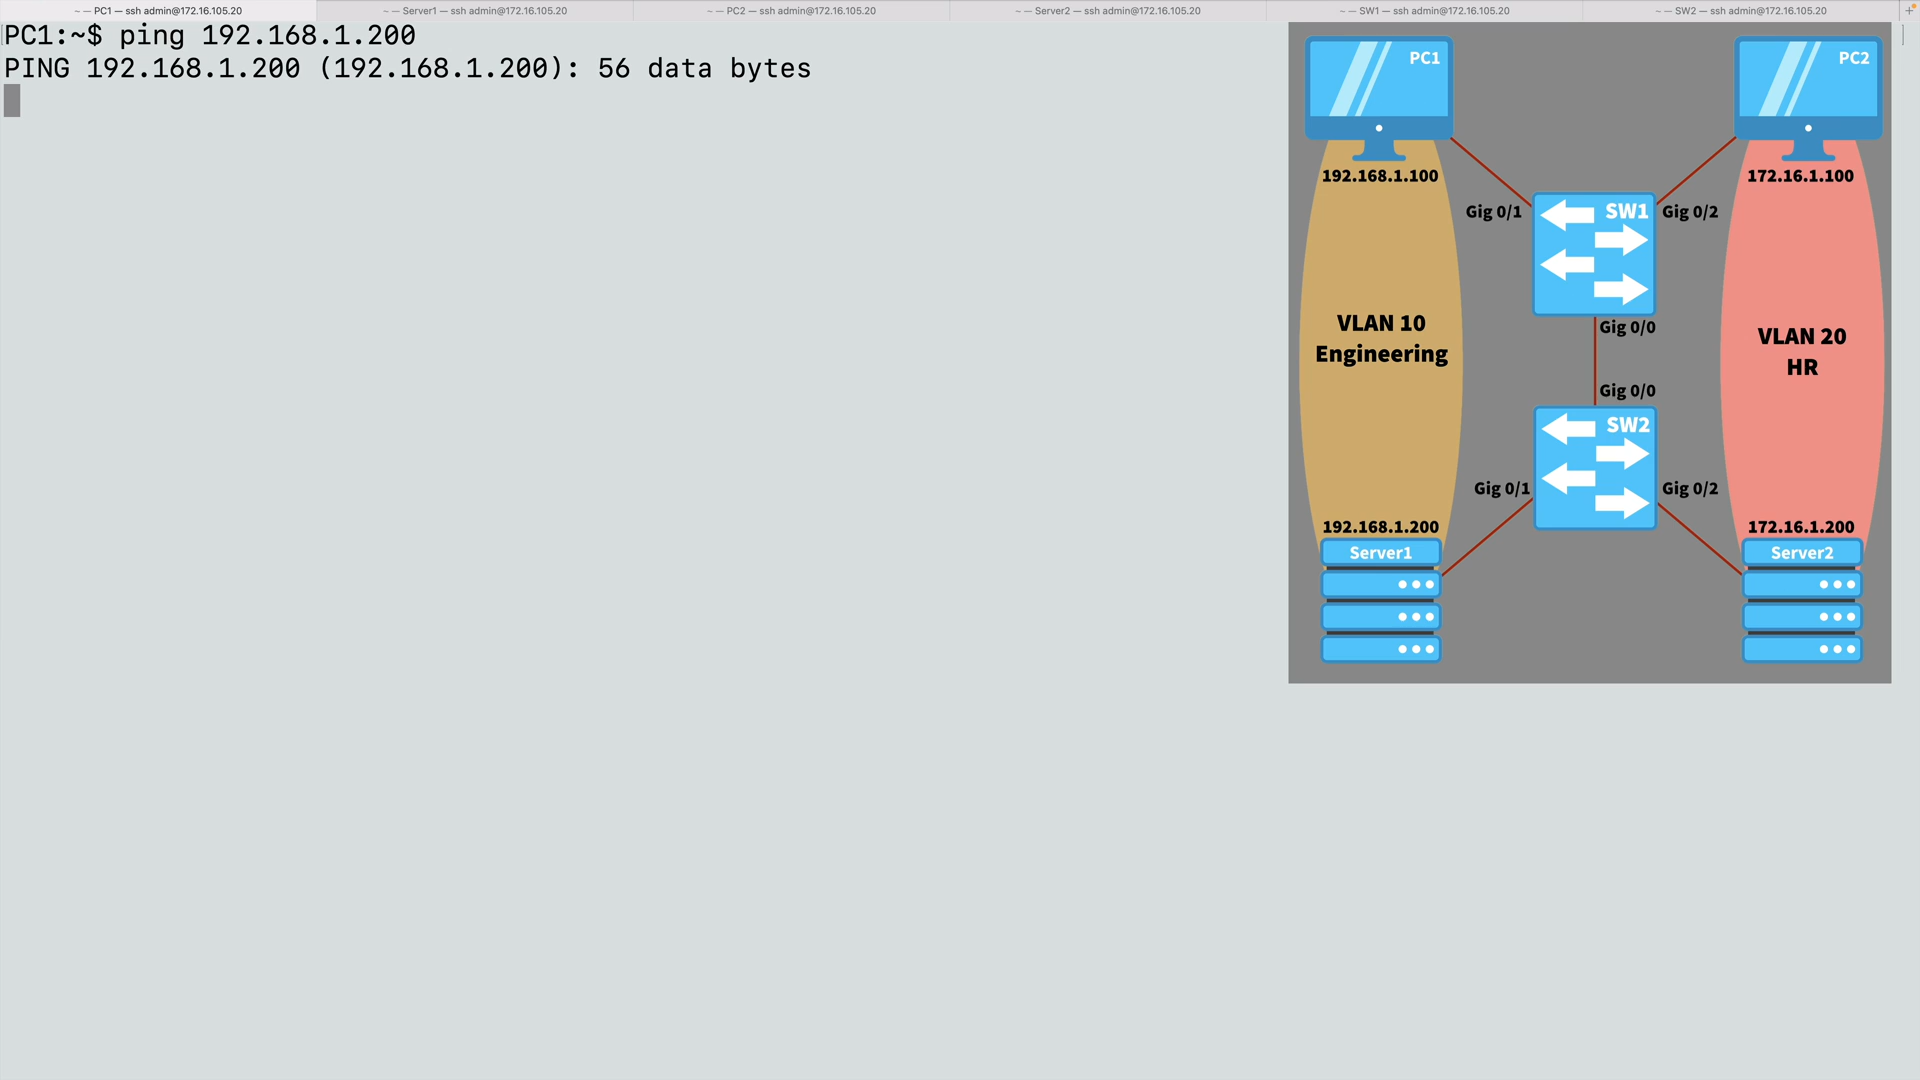 ~ — PC1 — ssh admin@172.16.105.20
~ — Server1 — ssh admin@172.16.105.20
~ — PC2 — ssh admin@172.16.105.20
~ — Server2 — ssh admin@172.16.105.20
~ — SW1 — ssh admin@172.16.105.20
~ — SW2 — ssh admin@172.16.105.20
+
PC1:~$ ping 192.168.1.200
PING 192.168.1.200 (192.168.1.200): 56 data bytes
PC1
PC2
192.168.1.100
172.16.1.100
Gig 0/1
SW1
Gig 0/2
Gig 0/0
VLAN 10
Engineering
VLAN 20
HR
Gig 0/0
SW2
Gig 0/1
Gig 0/2
192.168.1.200
172.16.1.200
Server1
Server2